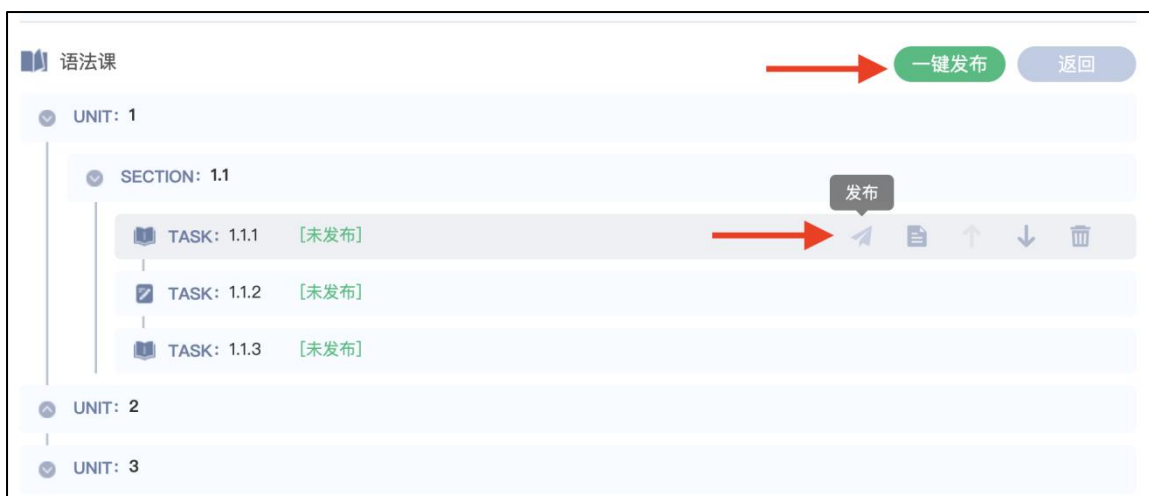 语法课 一键发布 返回
UNIT: 1
SECTION: 1.1
发布
TASK: 1.1.1 [未发布]
TASK: 1.1.2 [未发布]
TASK: 1.1.3 [未发布]
UNIT: 2
UNIT: 3